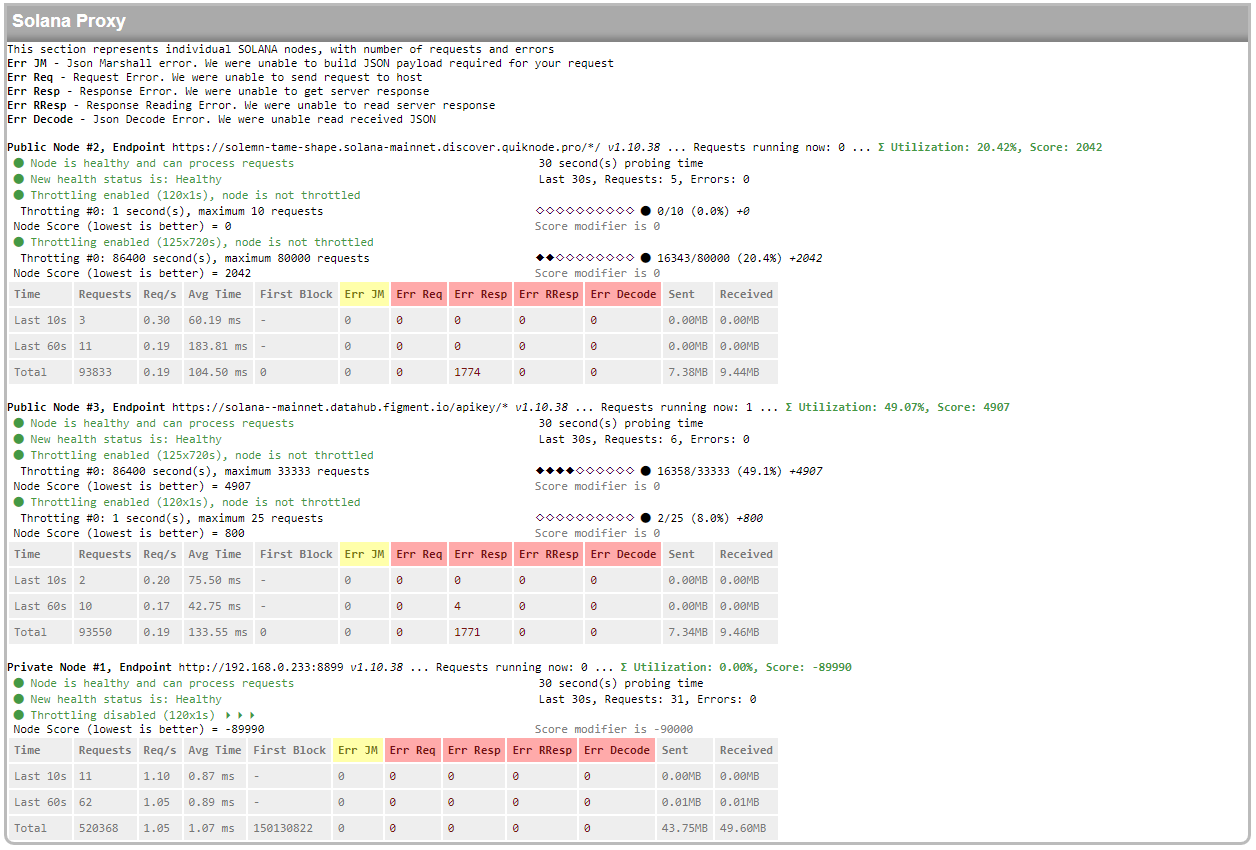 Solana Proxy
This section represents individual SOLANA nodes, with number of requests and errors
Err JM - Json Marshall error. We were unable to build JSON payload required for your request
Err Req - Request Error. We were unable to send request to host
Err Resp - Response Error. We were unable to get server response
Err RResp - Response Reading Error. We were unable to read server response
Err Decode - Json Decode Error. We were unable read received JSON
Public Node #2, Endpoint https://solemn-tame-shape.solana-mainnet.discover.quiknode.pro/*/ v1.10.38 ... Requests running now: 0 ... Σ Utilization: 20.42%, Score: 2042
● Node is healthy and can process requests 30 second(s) probing time
● New health status is: Healthy Last 30s, Requests: 5, Errors: 0
● Throttling enabled (120x1s), node is not throttled
Throtting #0: 1 second(s), maximum 10 requests ◇◇◇◇◇◇◇◇◇◇ ● 0/10 (0.0%) +0
Node Score (lowest is better) = 0 Score modifier is 0
● Throttling enabled (125x720s), node is not throttled
Throtting #0: 86400 second(s), maximum 80000 requests ◆◆◇◇◇◇◇◇◇◇ ● 16343/80000 (20.4%) +2042
Node Score (lowest is better) = 2042 Score modifier is 0
Time Requests Req/s Avg Time First Block Err JM Err Req Err Resp Err RResp Err Decode Sent Received
Last 10s 3 0.30 60.19 ms - 0 0 0 0 0 0.00MB 0.00MB
Last 60s 11 0.19 183.81 ms - 0 0 0 0 0 0.00MB 0.00MB
Total 93833 0.19 104.50 ms 0 0 0 1774 0 0 7.38MB 9.44MB
Public Node #3, Endpoint https://solana--mainnet.datahub.figment.io/apikey/* v1.10.38 ... Requests running now: 1 ... Σ Utilization: 49.07%, Score: 4907
● Node is healthy and can process requests 30 second(s) probing time
● New health status is: Healthy Last 30s, Requests: 6, Errors: 0
● Throttling enabled (125x720s), node is not throttled
Throtting #0: 86400 second(s), maximum 33333 requests ◆◆◆◆◇◇◇◇◇◇ ● 16358/33333 (49.1%) +4907
Node Score (lowest is better) = 4907 Score modifier is 0
● Throttling enabled (120x1s), node is not throttled
Throtting #0: 1 second(s), maximum 25 requests ◇◇◇◇◇◇◇◇◇◇ ● 2/25 (8.0%) +800
Node Score (lowest is better) = 800 Score modifier is 0
Time Requests Req/s Avg Time First Block Err JM Err Req Err Resp Err RResp Err Decode Sent Received
Last 10s 2 0.20 75.50 ms - 0 0 0 0 0 0.00MB 0.00MB
Last 60s 10 0.17 42.75 ms - 0 0 4 0 0 0.00MB 0.00MB
Total 93550 0.19 133.55 ms 0 0 0 1771 0 0 7.34MB 9.46MB
Private Node #1, Endpoint http://192.168.0.233:8899 v1.10.38 ... Requests running now: 0 ... Σ Utilization: 0.00%, Score: -89990
● Node is healthy and can process requests 30 second(s) probing time
● New health status is: Healthy Last 30s, Requests: 31, Errors: 0
● Throttling disabled (120x1s) ‣ ‣ ‣
Node Score (lowest is better) = -89990 Score modifier is -90000
Time Requests Req/s Avg Time First Block Err JM Err Req Err Resp Err RResp Err Decode Sent Received
Last 10s 11 1.10 0.87 ms - 0 0 0 0 0 0.00MB 0.00MB
Last 60s 62 1.05 0.89 ms - 0 0 0 0 0 0.01MB 0.01MB
Total 520368 1.05 1.07 ms 150130822 0 0 0 0 0 43.75MB 49.60MB